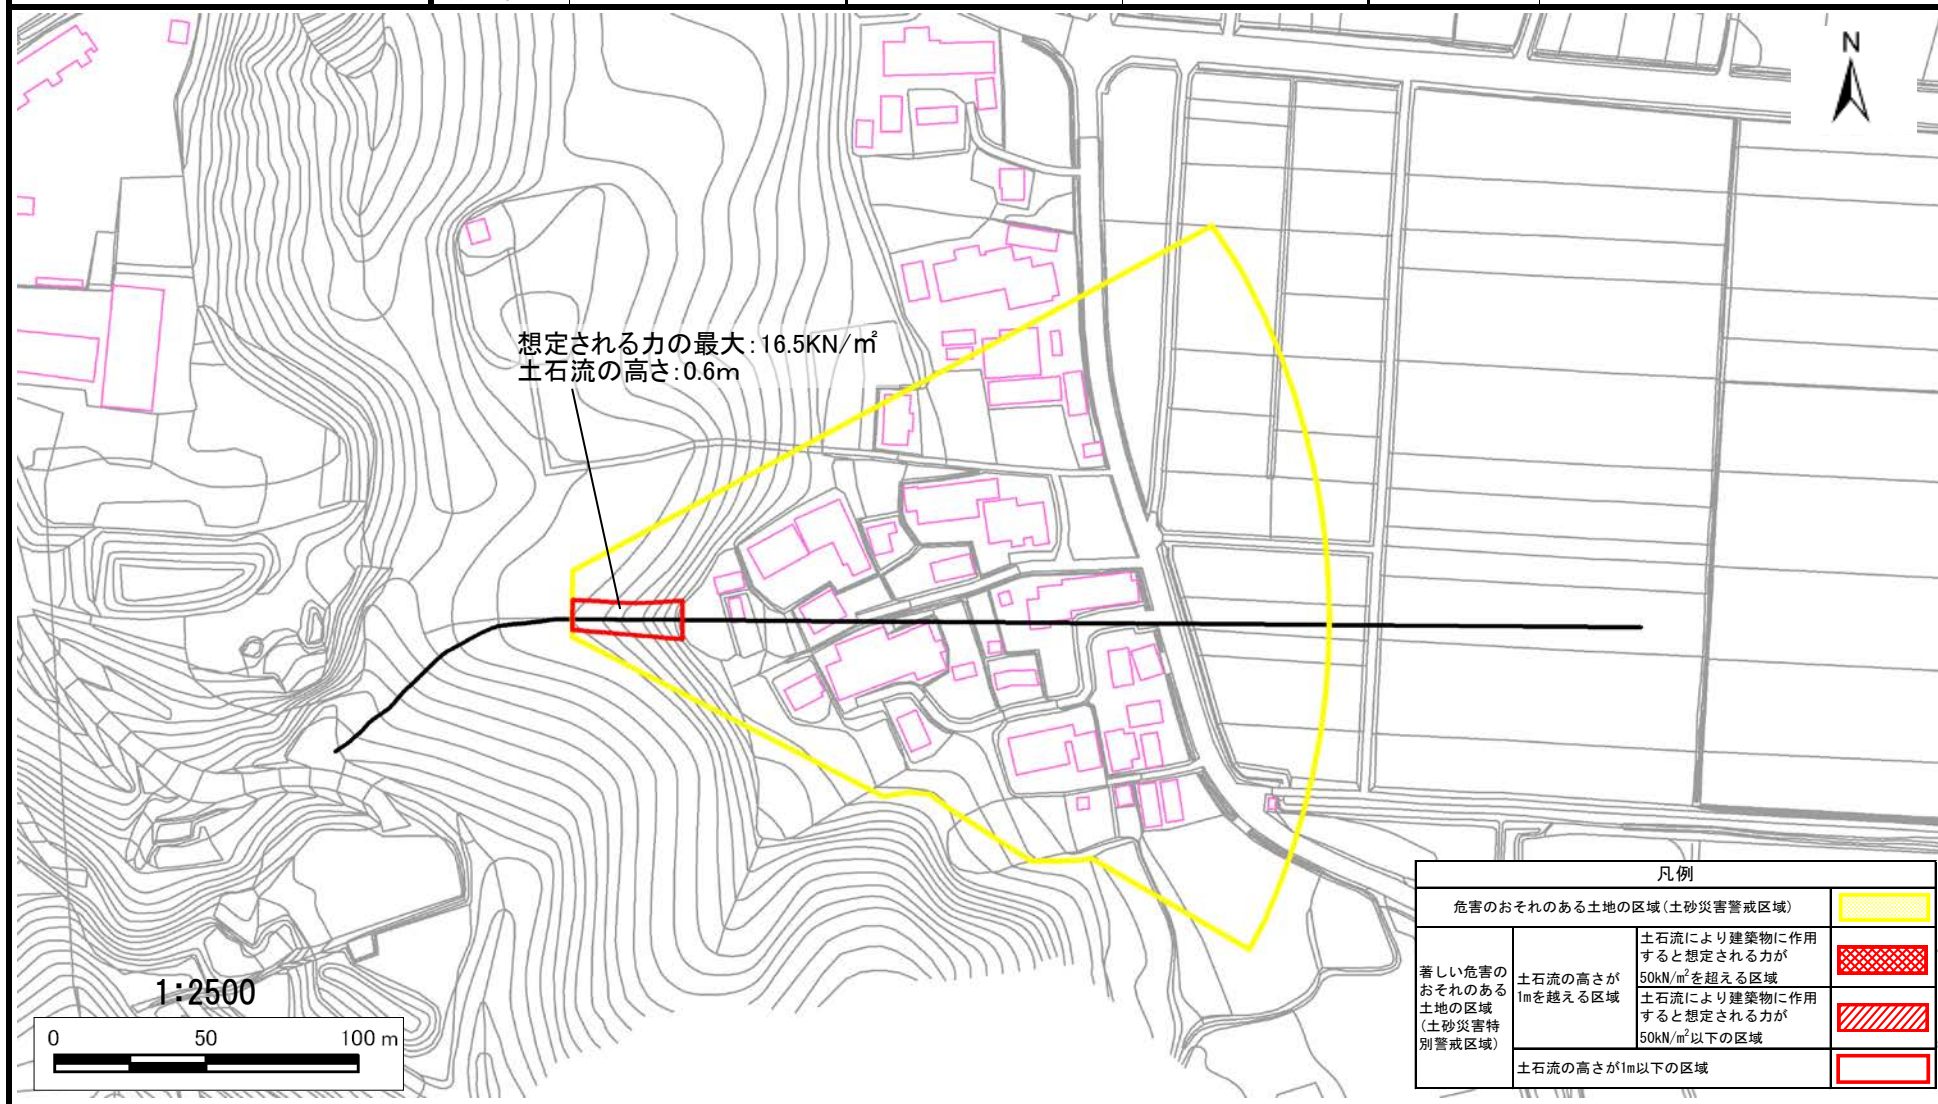 N
想定される力の最大:16.5KN/㎡
土石流の高さ:0.6m
1:2500
0 50 100 m
凡例
危害のおそれのある土地の区域(土砂災害警戒区域)
著しい危害の
おそれのある
土地の区域
(土砂災害特
別警戒区域)
土石流の高さが
1mを越える区域
土石流により建築物に作用
すると想定される力が
50kN/㎡を超える区域
土石流により建築物に作用
すると想定される力が
50kN/㎡以下の区域
土石流の高さが1m以下の区域